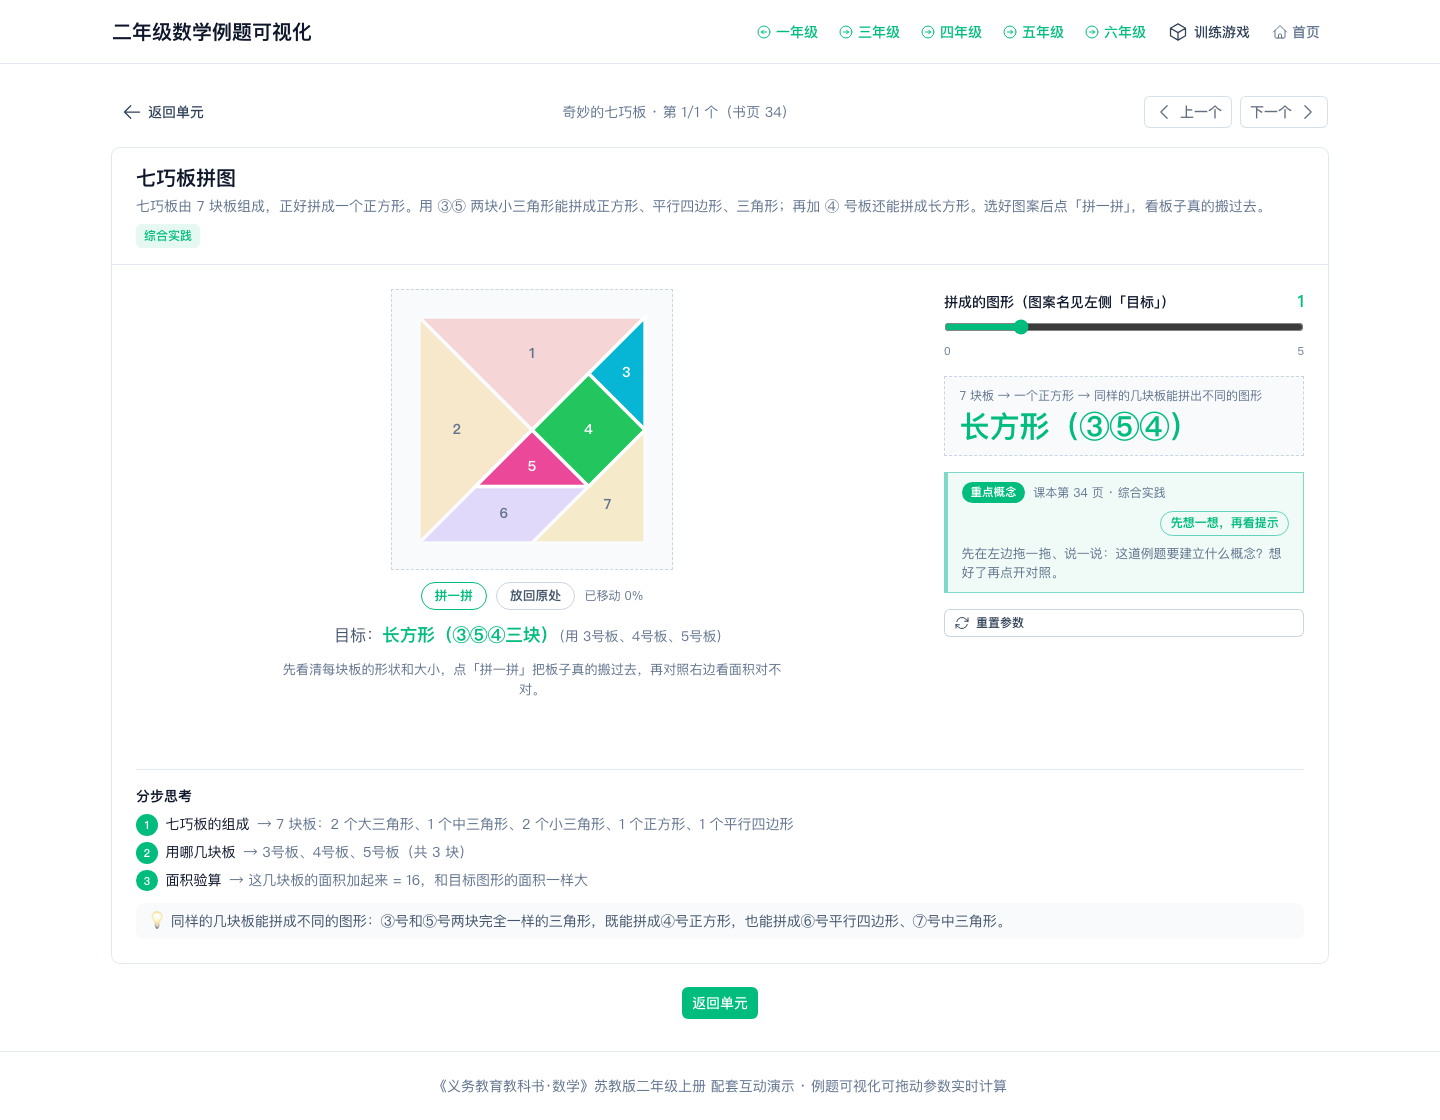 二年级数学例题可视化
一年级
三年级
四年级
五年级
六年级
训练游戏
首页
返回单元
奇妙的七巧板 · 第 1/1 个（书页 34）
上一个
下一个
七巧板拼图
七巧板由 7 块板组成，正好拼成一个正方形。用 ③⑤ 两块小三角形能拼成正方形、平行四边形、三角形；再加 ④ 号板还能拼成长方形。选好图案后点「拼一拼」，看板子真的搬过去。
综合实践
1
2
3
4
5
6
7
拼一拼
放回原处
已移动 0%
目标：长方形（③⑤④三块）（用 3号板、4号板、5号板）
先看清每块板的形状和大小，点「拼一拼」把板子真的搬过去，再对照右边看面积对不
对。
拼成的图形（图案名见左侧「目标」）
1
0
5
7 块板 → 一个正方形 → 同样的几块板能拼出不同的图形
长方形（③⑤④）
重点概念
课本第 34 页 · 综合实践
先想一想，再看提示
先在左边拖一拖、说一说：这道例题要建立什么概念？想
好了再点开对照。
重置参数
分步思考
1 七巧板的组成 → 7 块板：2 个大三角形、1 个中三角形、2 个小三角形、1 个正方形、1 个平行四边形
2 用哪几块板 → 3号板、4号板、5号板（共 3 块）
3 面积验算 → 这几块板的面积加起来 = 16，和目标图形的面积一样大
💡 同样的几块板能拼成不同的图形：③号和⑤号两块完全一样的三角形，既能拼成④号正方形，也能拼成⑥号平行四边形、⑦号中三角形。
返回单元
《义务教育教科书·数学》苏教版二年级上册 配套互动演示 · 例题可视化可拖动参数实时计算